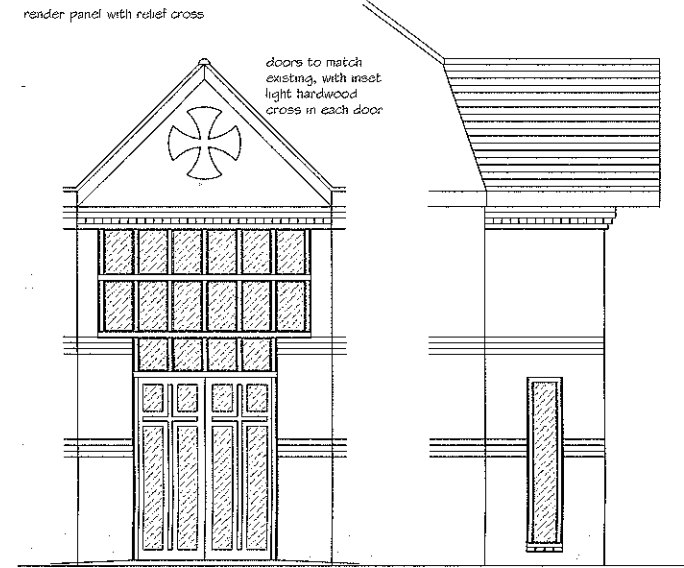 render panel with relief cross
doors to match
existing, with inset
light hardwood
cross in each door